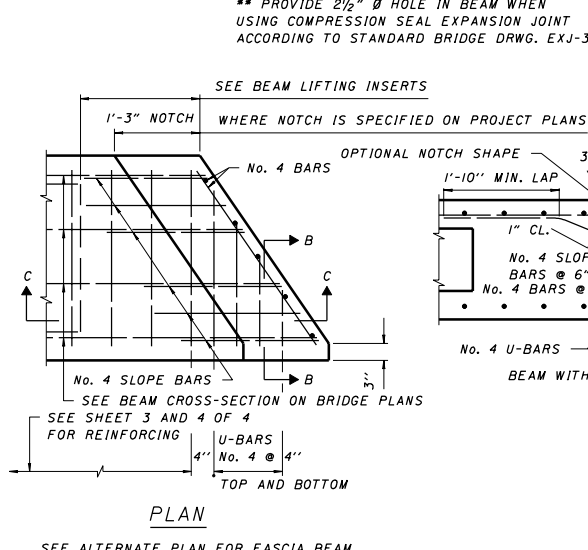 ** PROVIDE 2½" Ø HOLE IN BEAM WHEN
USING COMPRESSION SEAL EXPANSION JOINT
ACCORDING TO STANDARD BRIDGE DRWG. EXJ-3
SEE BEAM LIFTING INSERTS
1'-3" NOTCH
WHERE NOTCH IS SPECIFIED ON PROJECT PLANS
OPTIONAL NOTCH SHAPE
3
No. 4 BARS
1'-10" MIN. LAP
B
1" CL.
C
C
No. 4 SLOP
BARS @ 6"
No. 4 BARS @
No. 4 U-BARS
BEAM WITH
No. 4 SLOPE BARS
B
3"
SEE BEAM CROSS-SECTION ON BRIDGE PLANS
SEE SHEET 3 AND 4 OF 4
FOR REINFORCING
U-BARS
4" No. 4 @ 4"
TOP AND BOTTOM
PLAN
SEE ALTERNATE PLAN FOR FASCIA BEAM